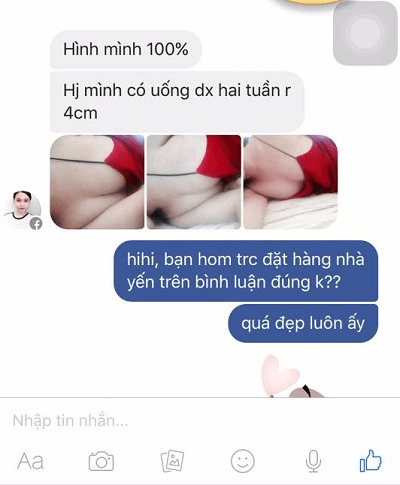 Hình mình 100%
Hj mình có uống dx hai tuần r
4cm
hihi, bạn hom trc đặt hàng nhà
yến trên bình luận đúng k??
quá đẹp luôn ấy
Nhập tin nhắn...
Aa